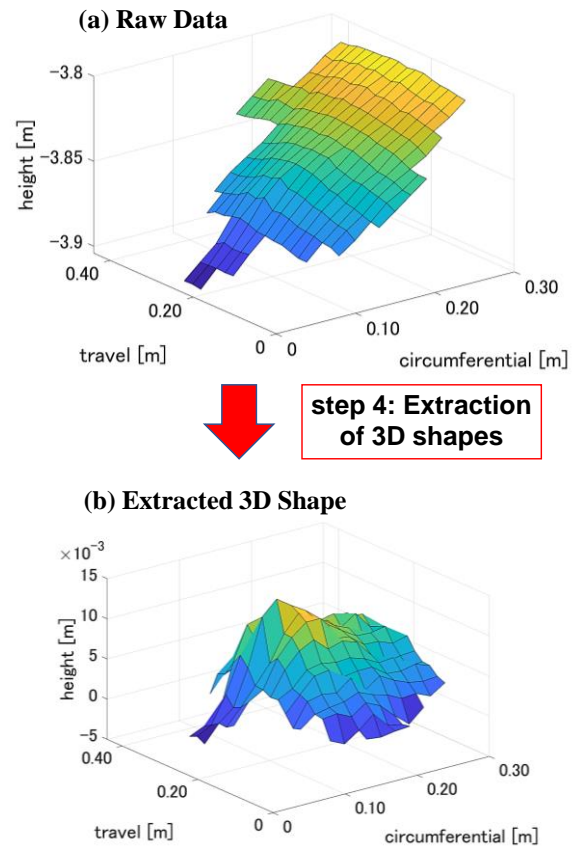 (a) Raw Data
−3.8
−3.85
−3.9
height [m]
0.40
0.20
0
travel [m]
0
0.10
0.20
0.30
circumferential [m]
step 4: Extraction
of 3D shapes
(b) Extracted 3D Shape
×10⁻³
15
10
5
0
−5
height [m]
0.40
0.20
0
travel [m]
0
0.10
0.20
0.30
circumferential [m]